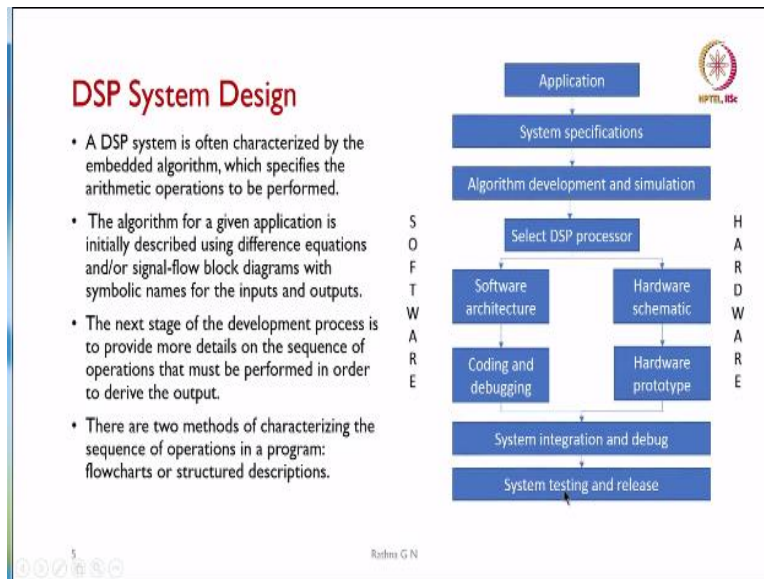 DSP System Design
• A DSP system is often characterized by the
embedded algorithm, which specifies the
arithmetic operations to be performed.
• The algorithm for a given application is
initially described using difference equations
and/or signal-flow block diagrams with
symbolic names for the inputs and outputs.
• The next stage of the development process is
to provide more details on the sequence of
operations that must be performed in order
to derive the output.
• There are two methods of characterizing the
sequence of operations in a program:
flowcharts or structured descriptions.
NPTEL, IISc
Application
System specifications
Algorithm development and simulation
Select DSP processor
SOFTWARE
Software
architecture
Coding and
debugging
Hardware
schematic
Hardware
prototype
HARDWARE
System integration and debug
System testing and release
5
Rathna G N